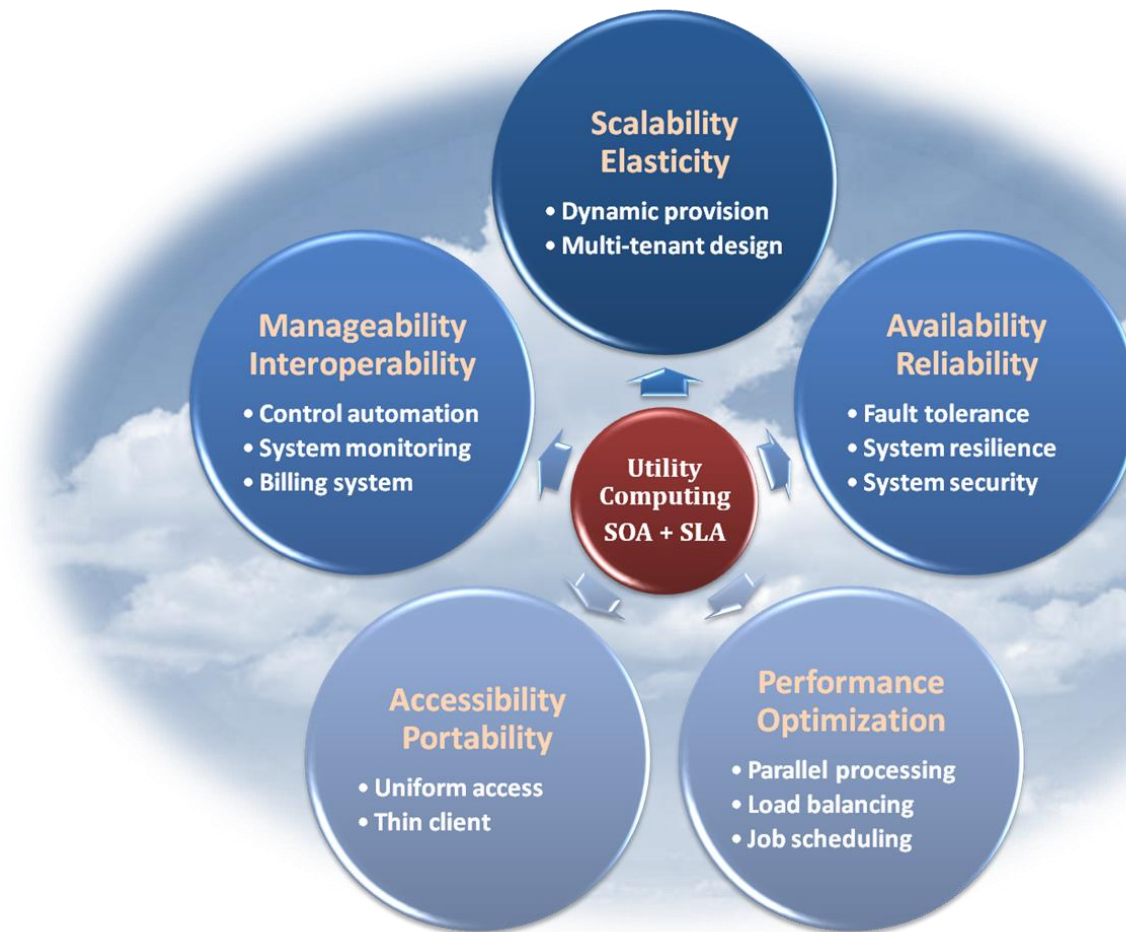 Scalability
Elasticity
• Dynamic provision
• Multi-tenant design
Manageability
Interoperability
• Control automation
• System monitoring
• Billing system
Availability
Reliability
• Fault tolerance
• System resilience
• System security
Utility
Computing
SOA + SLA
Accessibility
Portability
• Uniform access
• Thin client
Performance
Optimization
• Parallel processing
• Load balancing
• Job scheduling